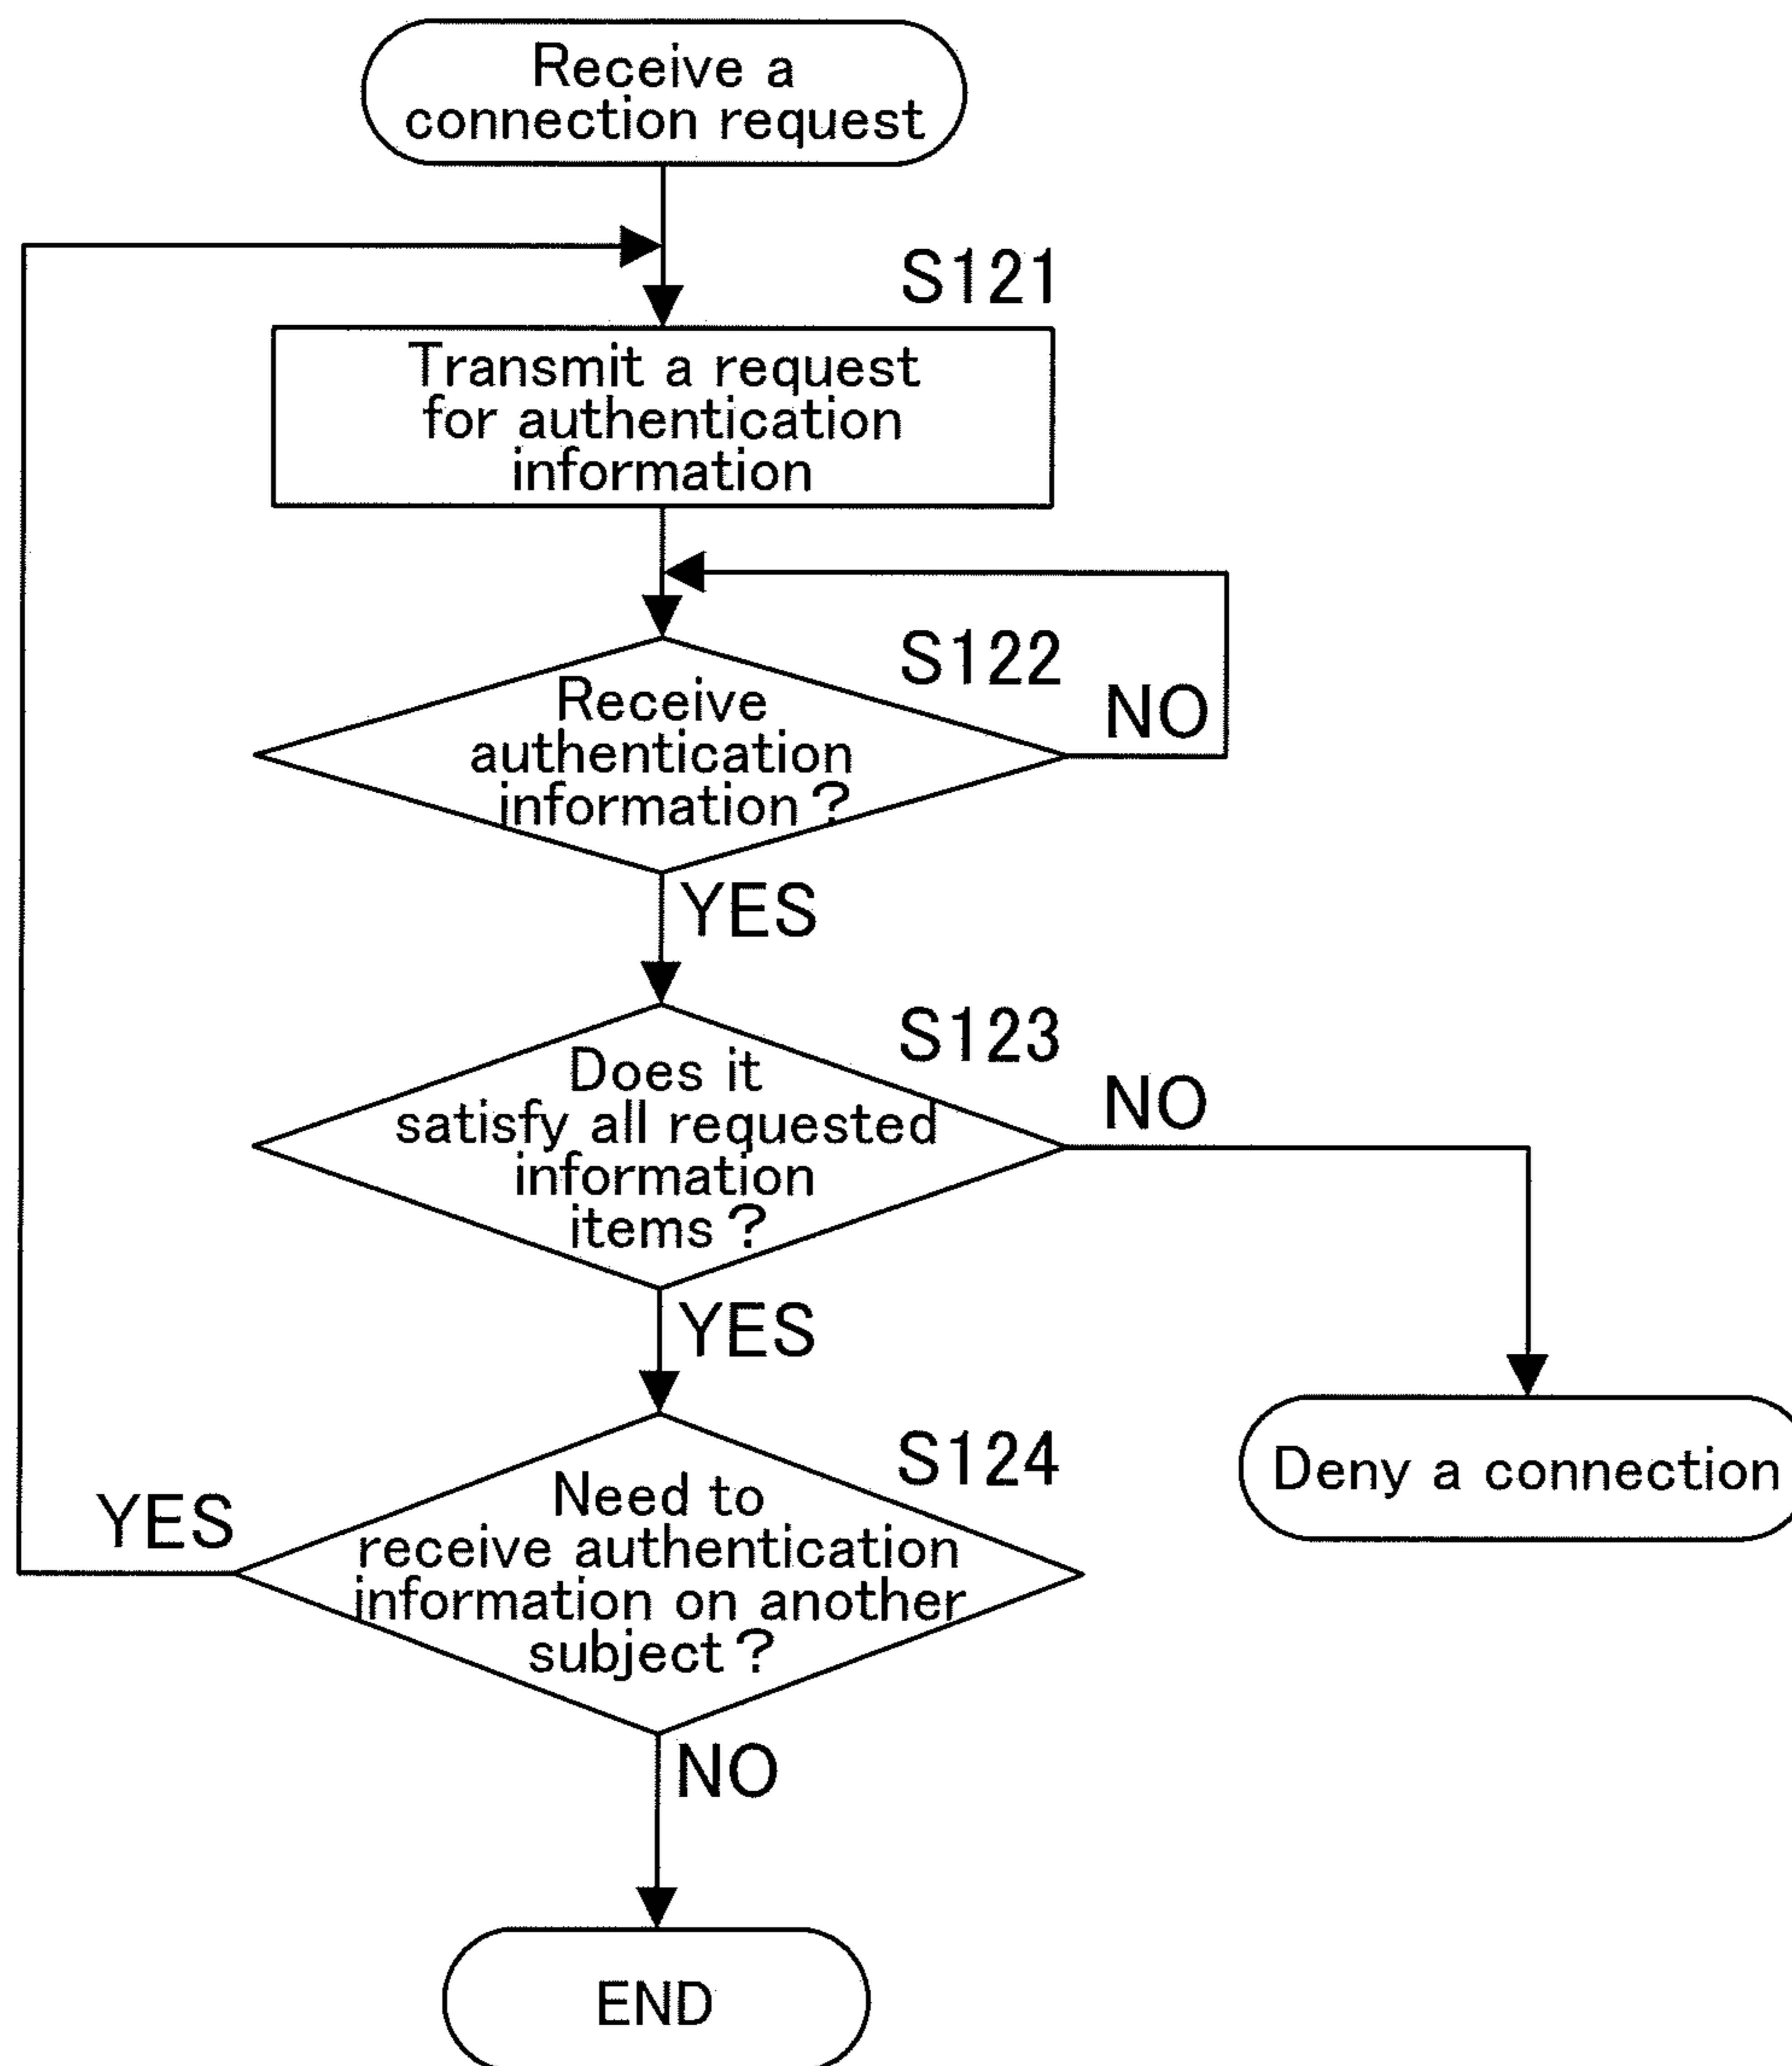 Receive a
connection request
S121
Transmit a request
for authentication
information
S122
Receive
authentication
information?
NO
YES
S123
Does it
satisfy all requested
information
items?
NO
YES
Deny a connection
S124
Need to
receive authentication
information on another
subject?
YES
NO
END